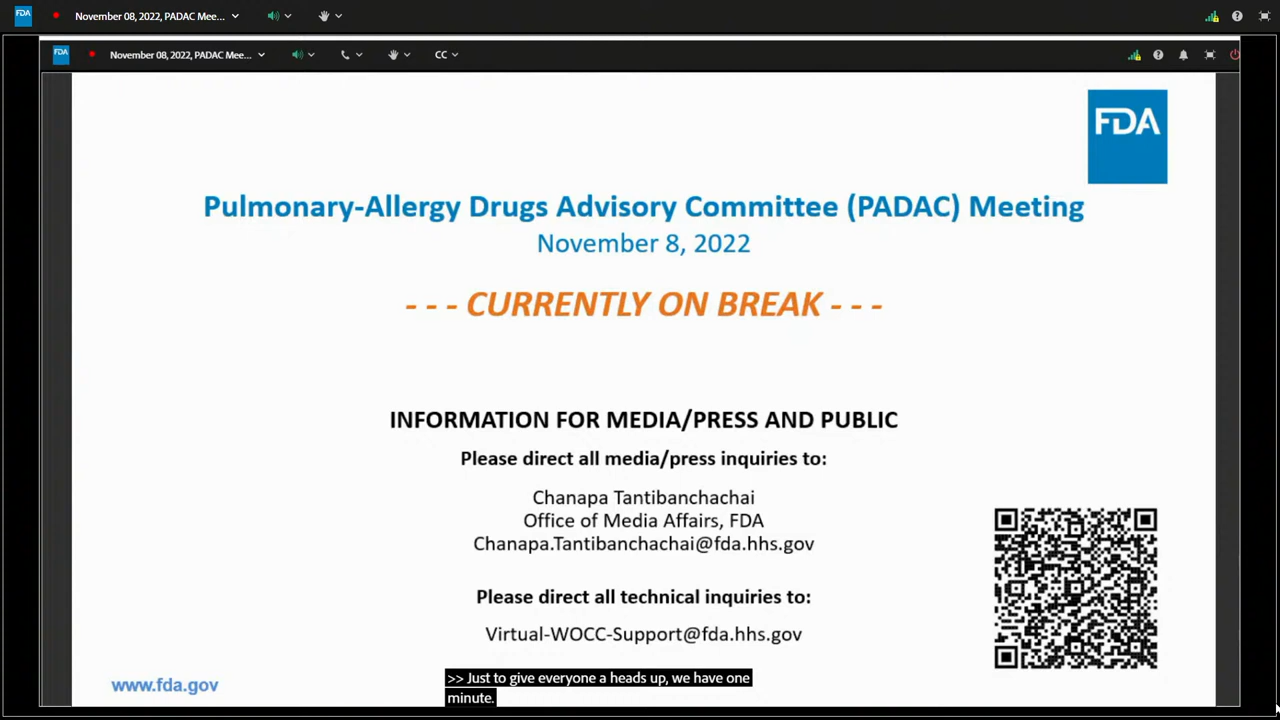 FDA
November 08, 2022, PADAC Mee...
FDA
November 08, 2022, PADAC Mee...
CC
FDA
Pulmonary-Allergy Drugs Advisory Committee (PADAC) Meeting
November 8, 2022
- - - CURRENTLY ON BREAK - - -
INFORMATION FOR MEDIA/PRESS AND PUBLIC
Please direct all media/press inquiries to:
Chanapa Tantibanchachai
Office of Media Affairs, FDA
Chanapa.Tantibanchachai@fda.hhs.gov
Please direct all technical inquiries to:
Virtual-WOCC-Support@fda.hhs.gov
www.fda.gov
>> Just to give everyone a heads up, we have one
minute.